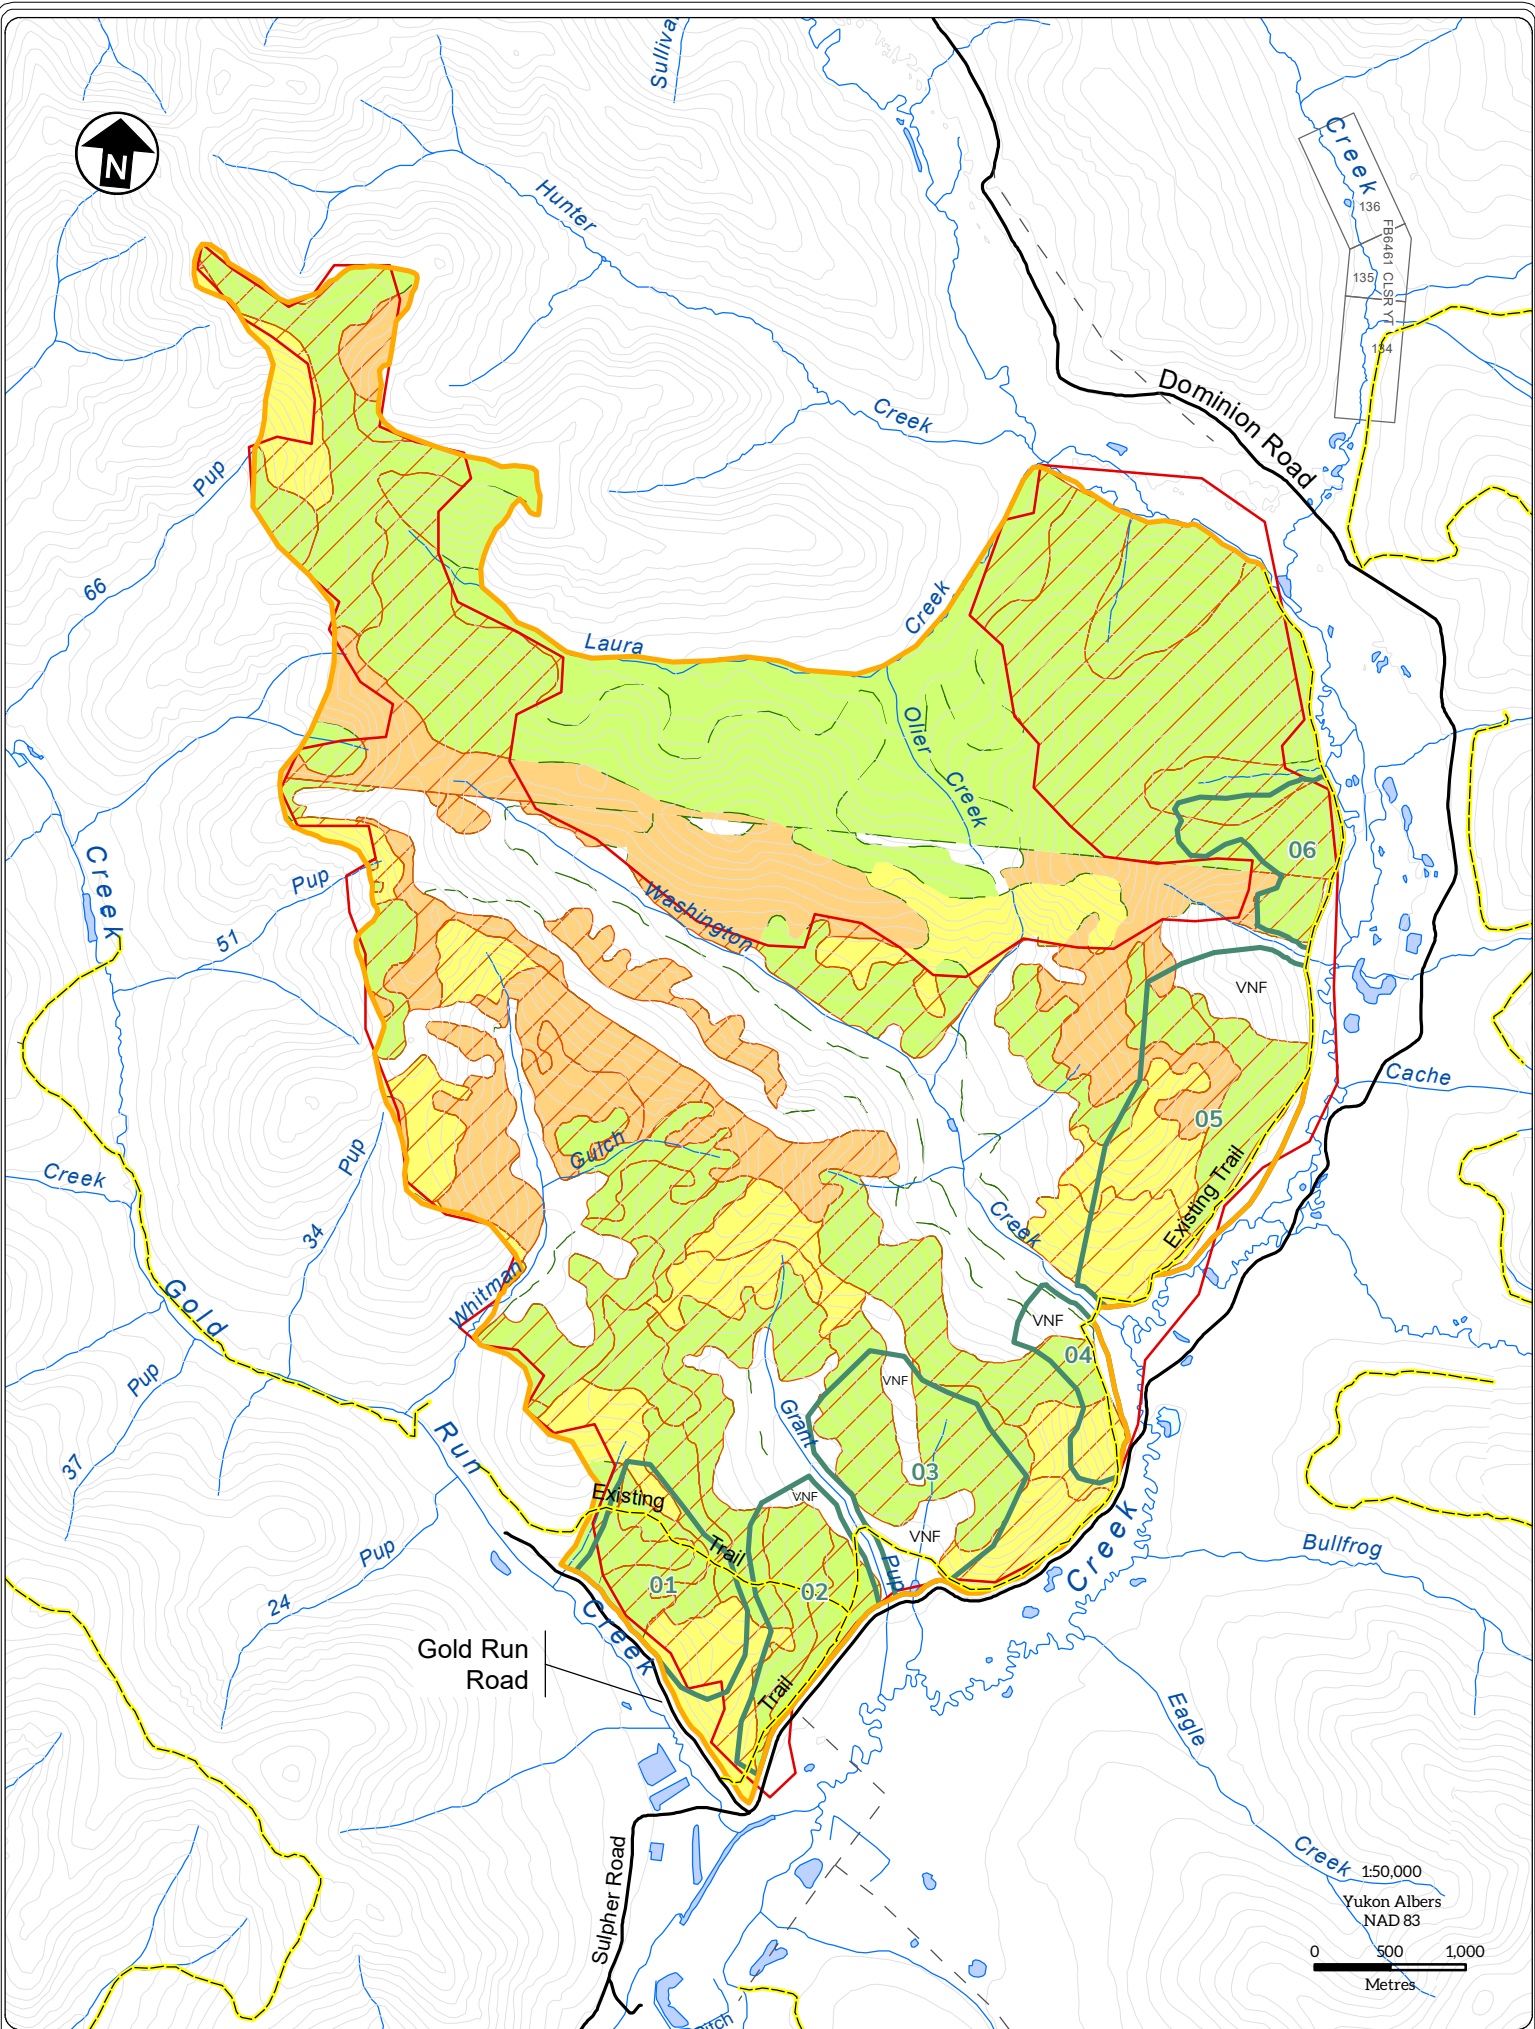 Sulliva
N
Hunter
Creek
136
FB6461 CLSR YT
135
134
Dominion Road
Creek
Pup
66
Creek
Laura
Olier
Creek
06
Creek
Pup
51
Washington
VNF
Cache
05
Gulch
Pup
Creek
34
Existing Trail
Creek
Whitman
Gold
VNF
04
Pup
VNF
Grant
Run
37
03
Existing
VNF
Trail
VNF
Creek
Bullfrog
Pup
Pup
24
01
02
Creek
Gold Run
Road
Trail
Eagle
Creek
1:50,000
Yukon Albers
NAD 83
0 500 1,000
Metres
Sulpher Road
itch